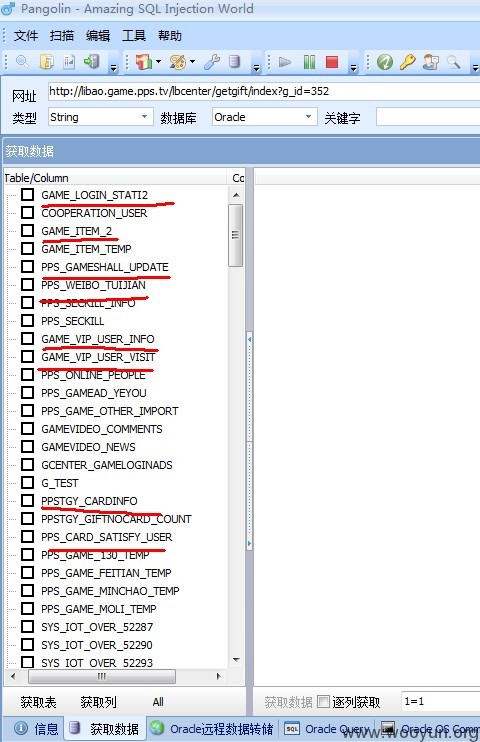 Pangolin - Amazing SQL Injection World
文件 扫描 编辑 工具 帮助
网址 http://libao.game.pps.tv/lbcenter/getgift/index?g_id=352
类型 String 数据库 Oracle 关键字
获取数据
Table/Column Co
GAME_LOGIN_STATI2
COOPERATION_USER
GAME_ITEM_2
GAME_ITEM_TEMP
PPS_GAMESHALL_UPDATE
PPS_WEIBO_TUIJIAN
PPS_SECKILL_INFO
PPS_SECKILL
GAME_VIP_USER_INFO
GAME_VIP_USER_VISIT
PPS_ONLINE_PEOPLE
PPS_GAMEAD_YEYOU
PPS_GAME_OTHER_IMPORT
GAMEVIDEO_COMMENTS
GAMEVIDEO_NEWS
GCENTER_GAMELOGINADS
G_TEST
PPSTGY_CARDINFO
PPSTGY_GIFTNOCARD_COUNT
PPS_CARD_SATISFY_USER
PPS_GAME_130_TEMP
PPS_GAME_FEITIAN_TEMP
PPS_GAME_MINCHAO_TEMP
PPS_GAME_MOLI_TEMP
SYS_IOT_OVER_52287
SYS_IOT_OVER_52290
SYS_IOT_OVER_52293
获取表 获取列 All 获取数据 逐列获取 1=1
信息 获取数据 Oracle远程数据转储 Oracle Query Oracle OS Comm
www.wooyun.org